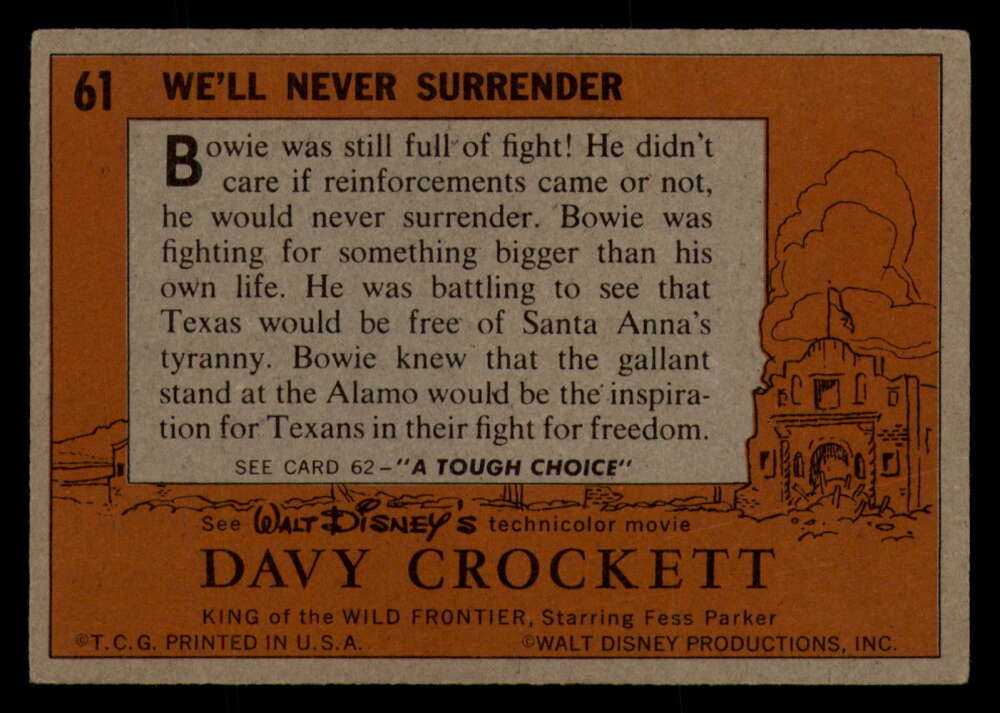 61 WE'LL NEVER SURRENDER
Bowie was still full of fight! He didn't
care if reinforcements came or not,
he would never surrender. Bowie was
fighting for something bigger than his
own life. He was battling to see that
Texas would be free of Santa Anna's
tyranny. Bowie knew that the gallant
stand at the Alamo would be the inspira-
tion for Texans in their fight for freedom.
SEE CARD 62-"A TOUGH CHOICE"
See WALT DISNEY'S technicolor movie
DAVY CROCKETT
KING of the WILD FRONTIER, Starring Fess Parker
©T.C.G. PRINTED IN U.S.A. ©WALT DISNEY PRODUCTIONS, INC.